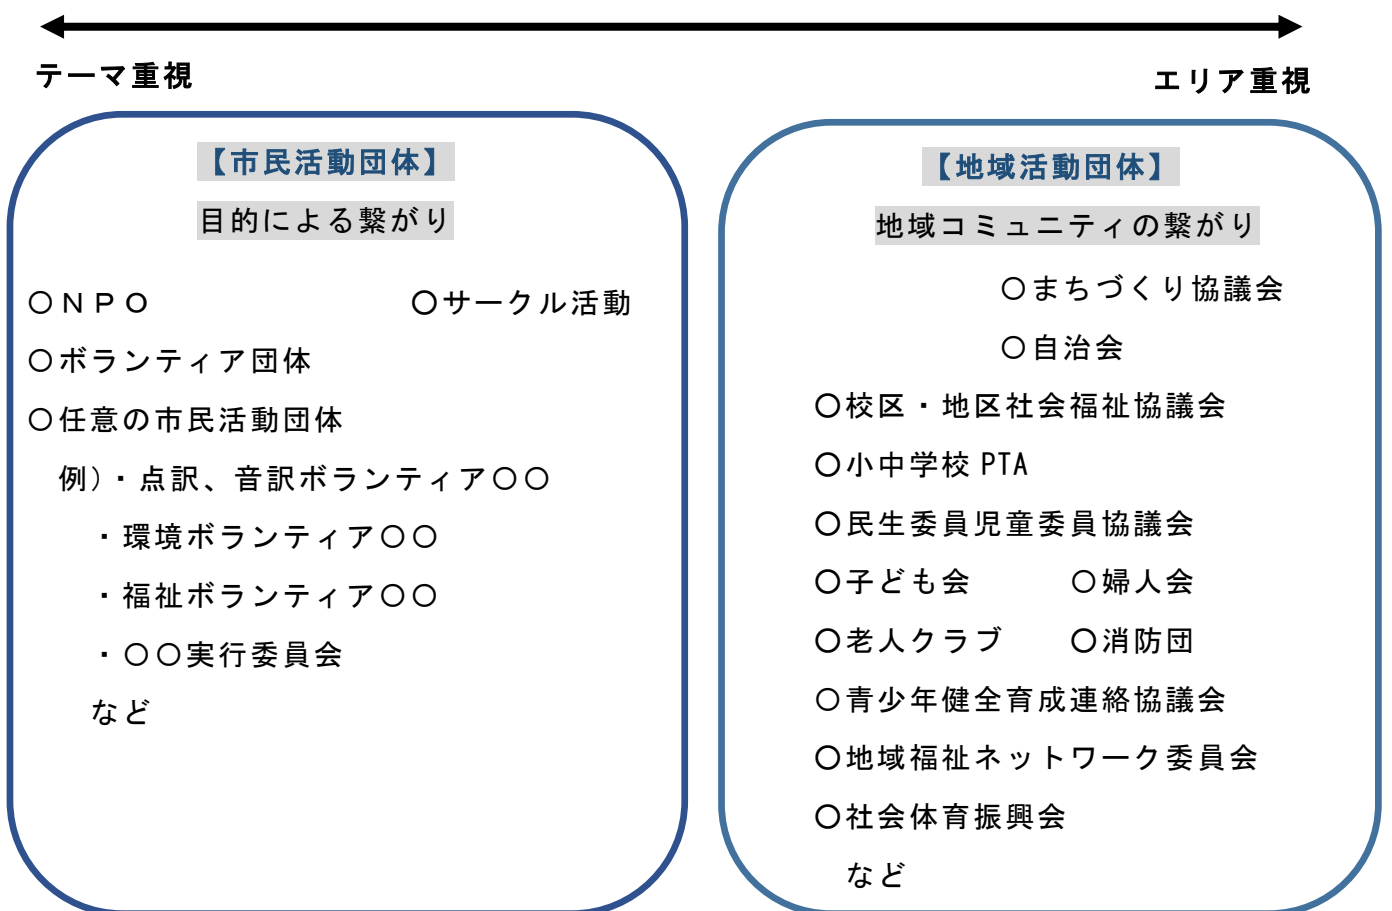 テーマ重視
エリア重視
【市民活動団体】
目的による繋がり
〇ＮＰＯ　〇サークル活動
〇ボランティア団体
〇任意の市民活動団体
例）・点訳、音訳ボランティア〇〇
・環境ボランティア〇〇
・福祉ボランティア〇〇
・〇〇実行委員会
など
【地域活動団体】
地域コミュニティの繋がり
〇まちづくり協議会
〇自治会
〇校区・地区社会福祉協議会
〇小中学校 PTA
〇民生委員児童委員協議会
〇子ども会　〇婦人会
〇老人クラブ　〇消防団
〇青少年健全育成連絡協議会
〇地域福祉ネットワーク委員会
〇社会体育振興会
など